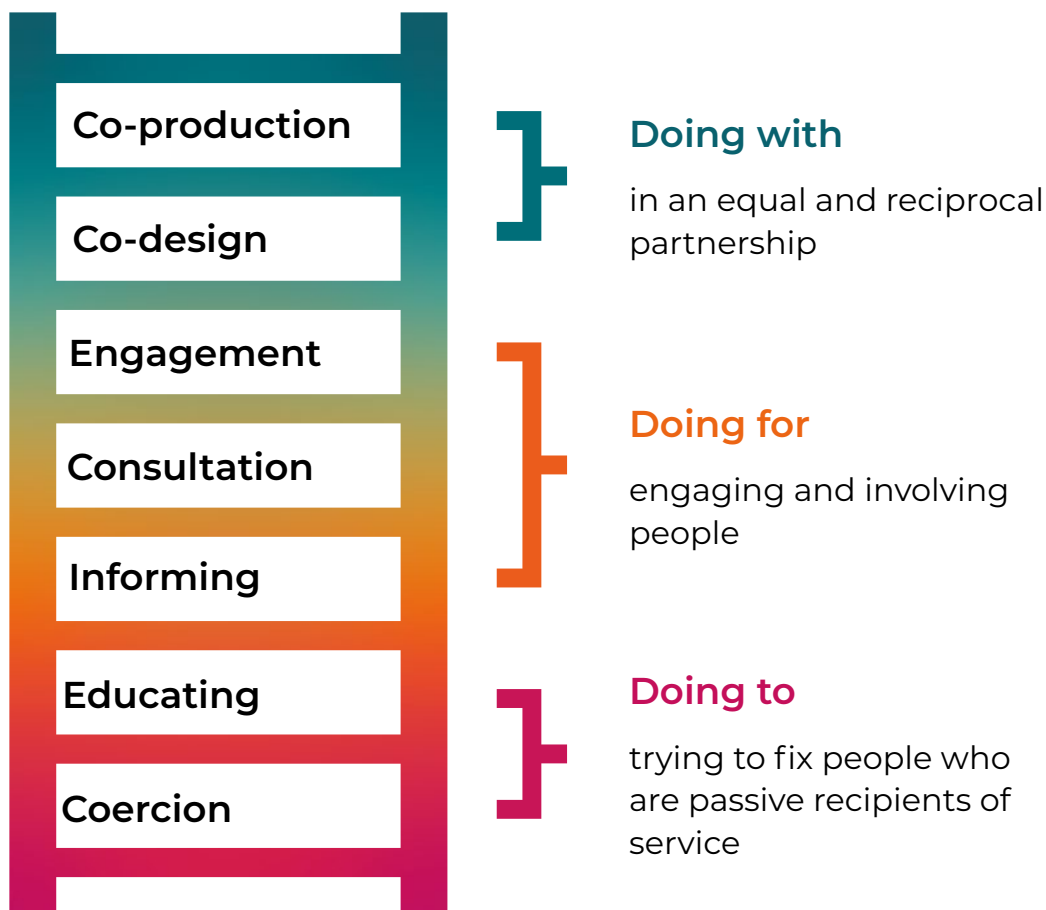 Co-production
Co-design
Engagement
Consultation
Informing
Educating
Coercion
Doing with
in an equal and reciprocal
partnership
Doing for
engaging and involving
people
Doing to
trying to fix people who
are passive recipients of
service